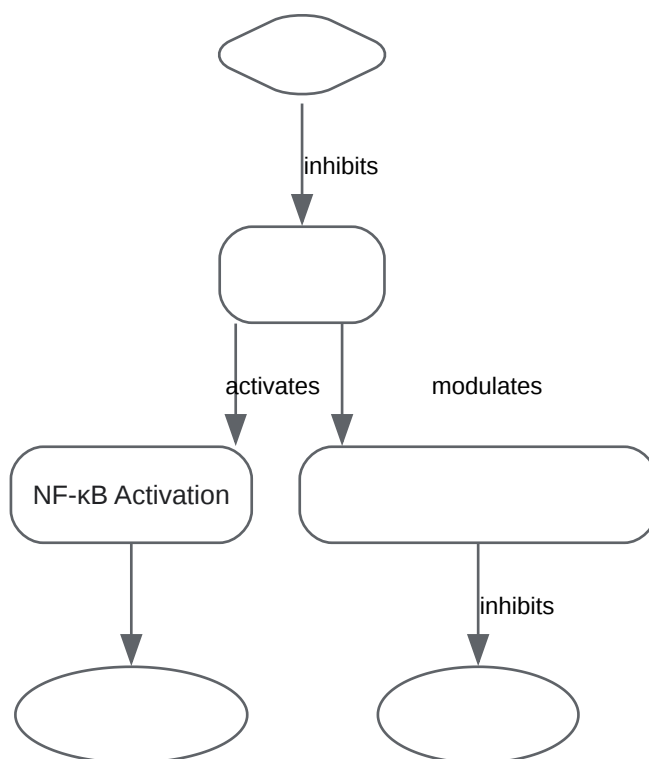 inhibits
activates
modulates
NF-κB Activation
inhibits